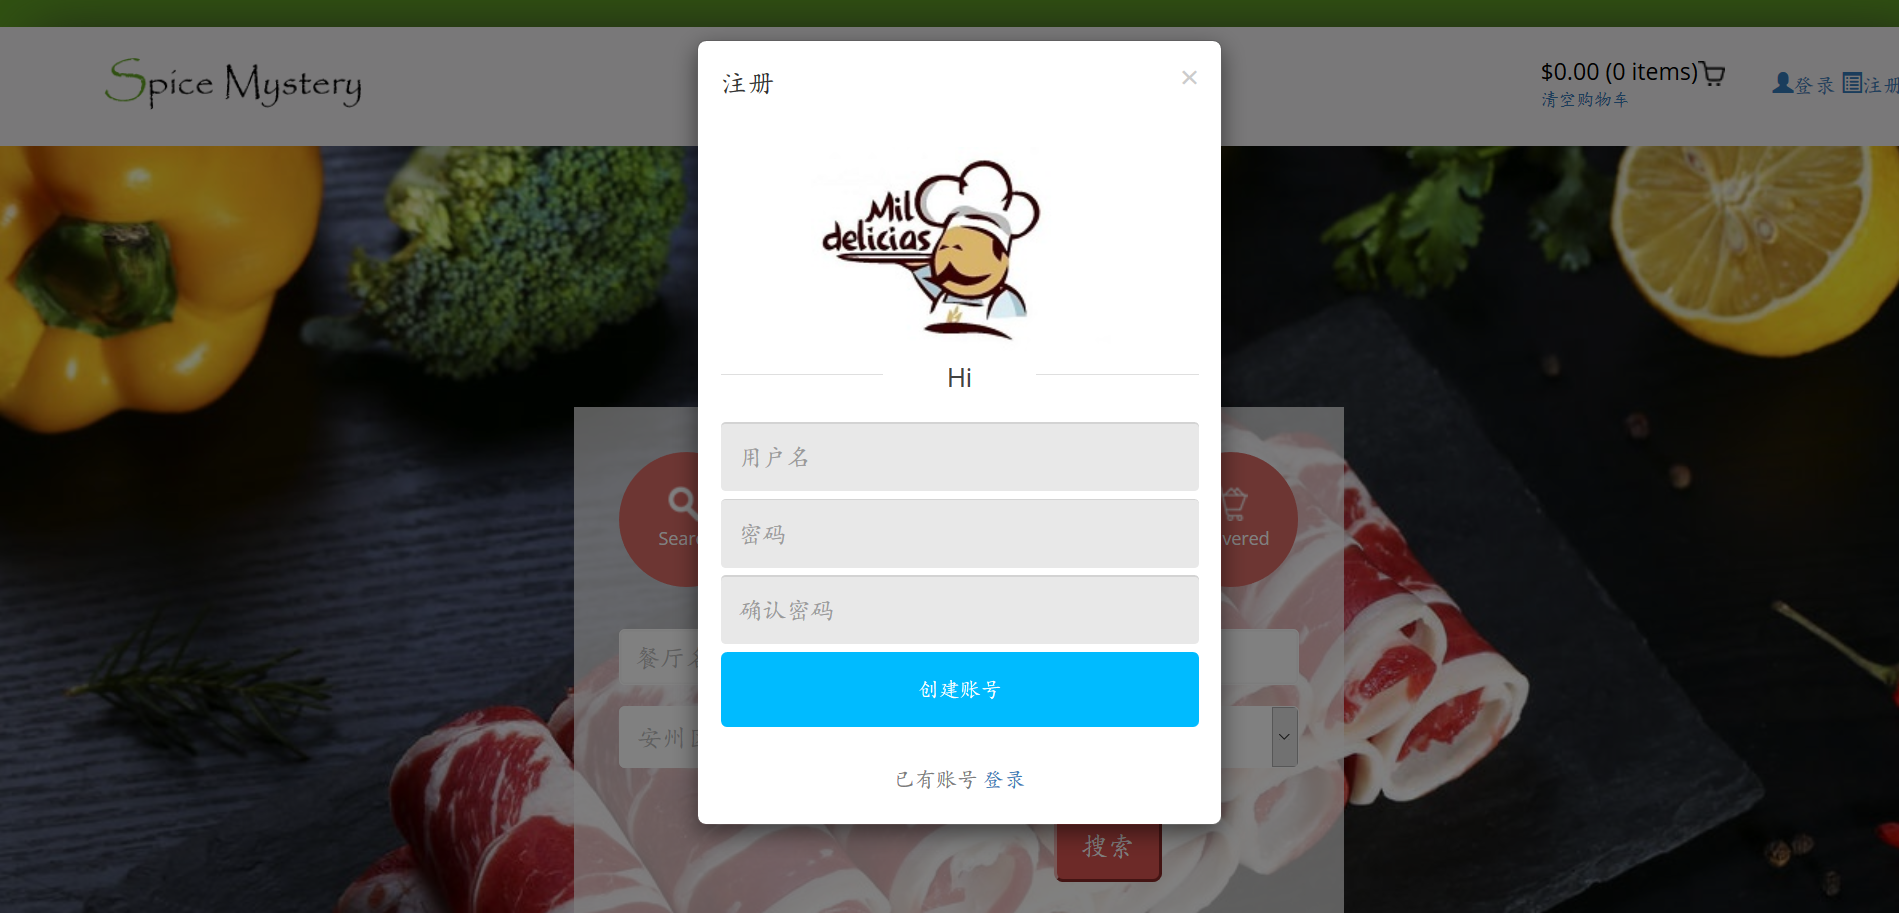 Spice Mystery
$0.00 (0 items)
清空购物车
登录 注册
注册
×
Mil
delicias
Hi
用户名
密码
确认密码
创建账号
已有账号 登录
餐厅
安州
搜索